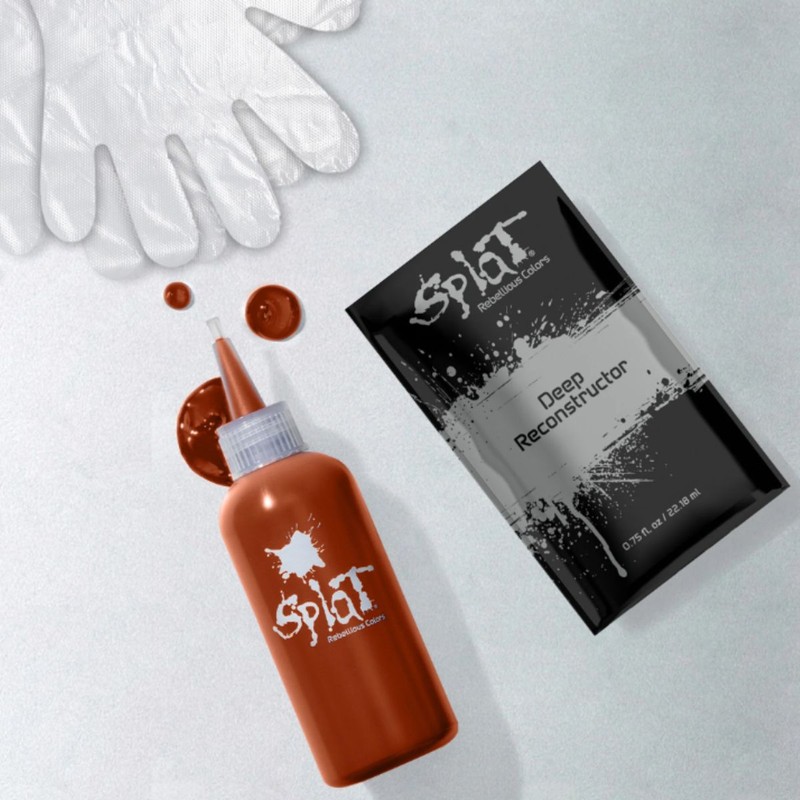 Splat
Rebellious Colors
Deep
Reconstructor
0.75 fl. oz / 22.18 ml
Splat
Rebellious Colors